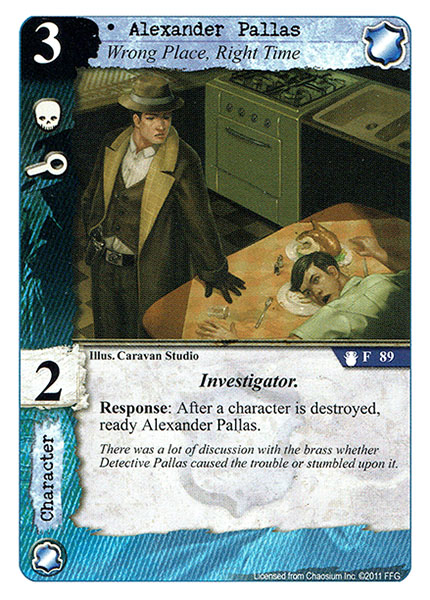 3
• Alexander Pallas
Wrong Place, Right Time
Illus. Caravan Studio
F 89
2
Investigator.
Response: After a character is destroyed,
ready Alexander Pallas.
There was a lot of discussion with the brass whether
Detective Pallas caused the trouble or stumbled upon it.
Character
Licensed from Chaosium Inc. ©2011 FFG